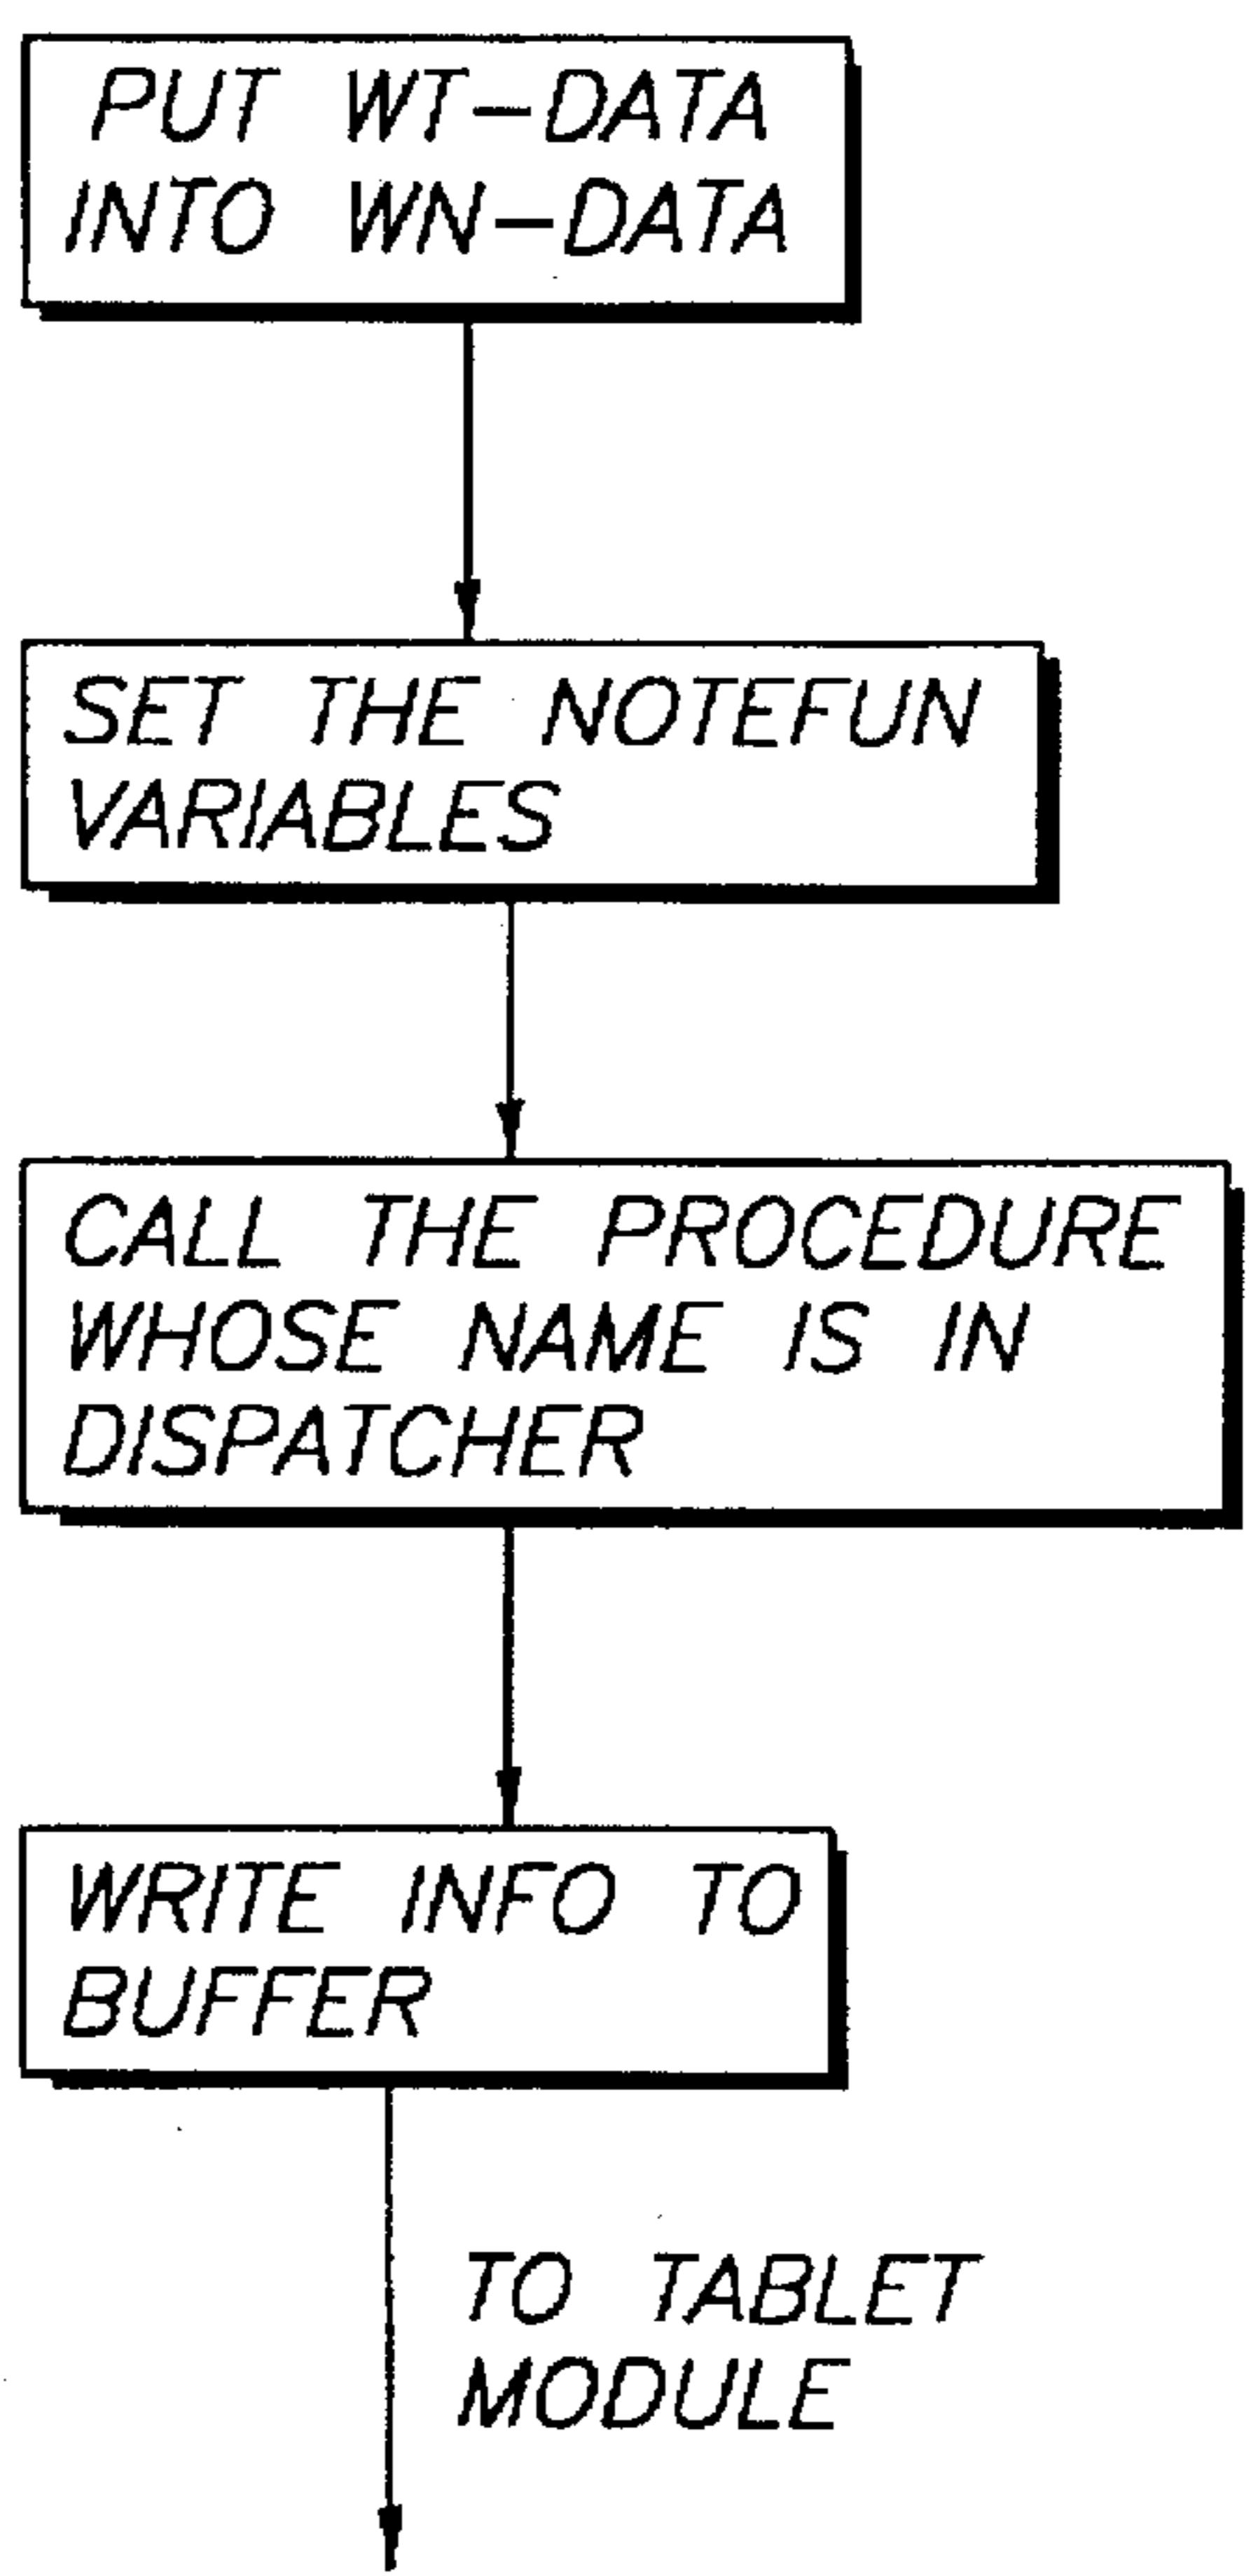 PUT WT-DATA
INTO WN-DATA
SET THE NOTEFUN
VARIABLES
CALL THE PROCEDURE
WHOSE NAME IS IN
DISPATCHER
WRITE INFO TO
BUFFER
TO TABLET
MODULE